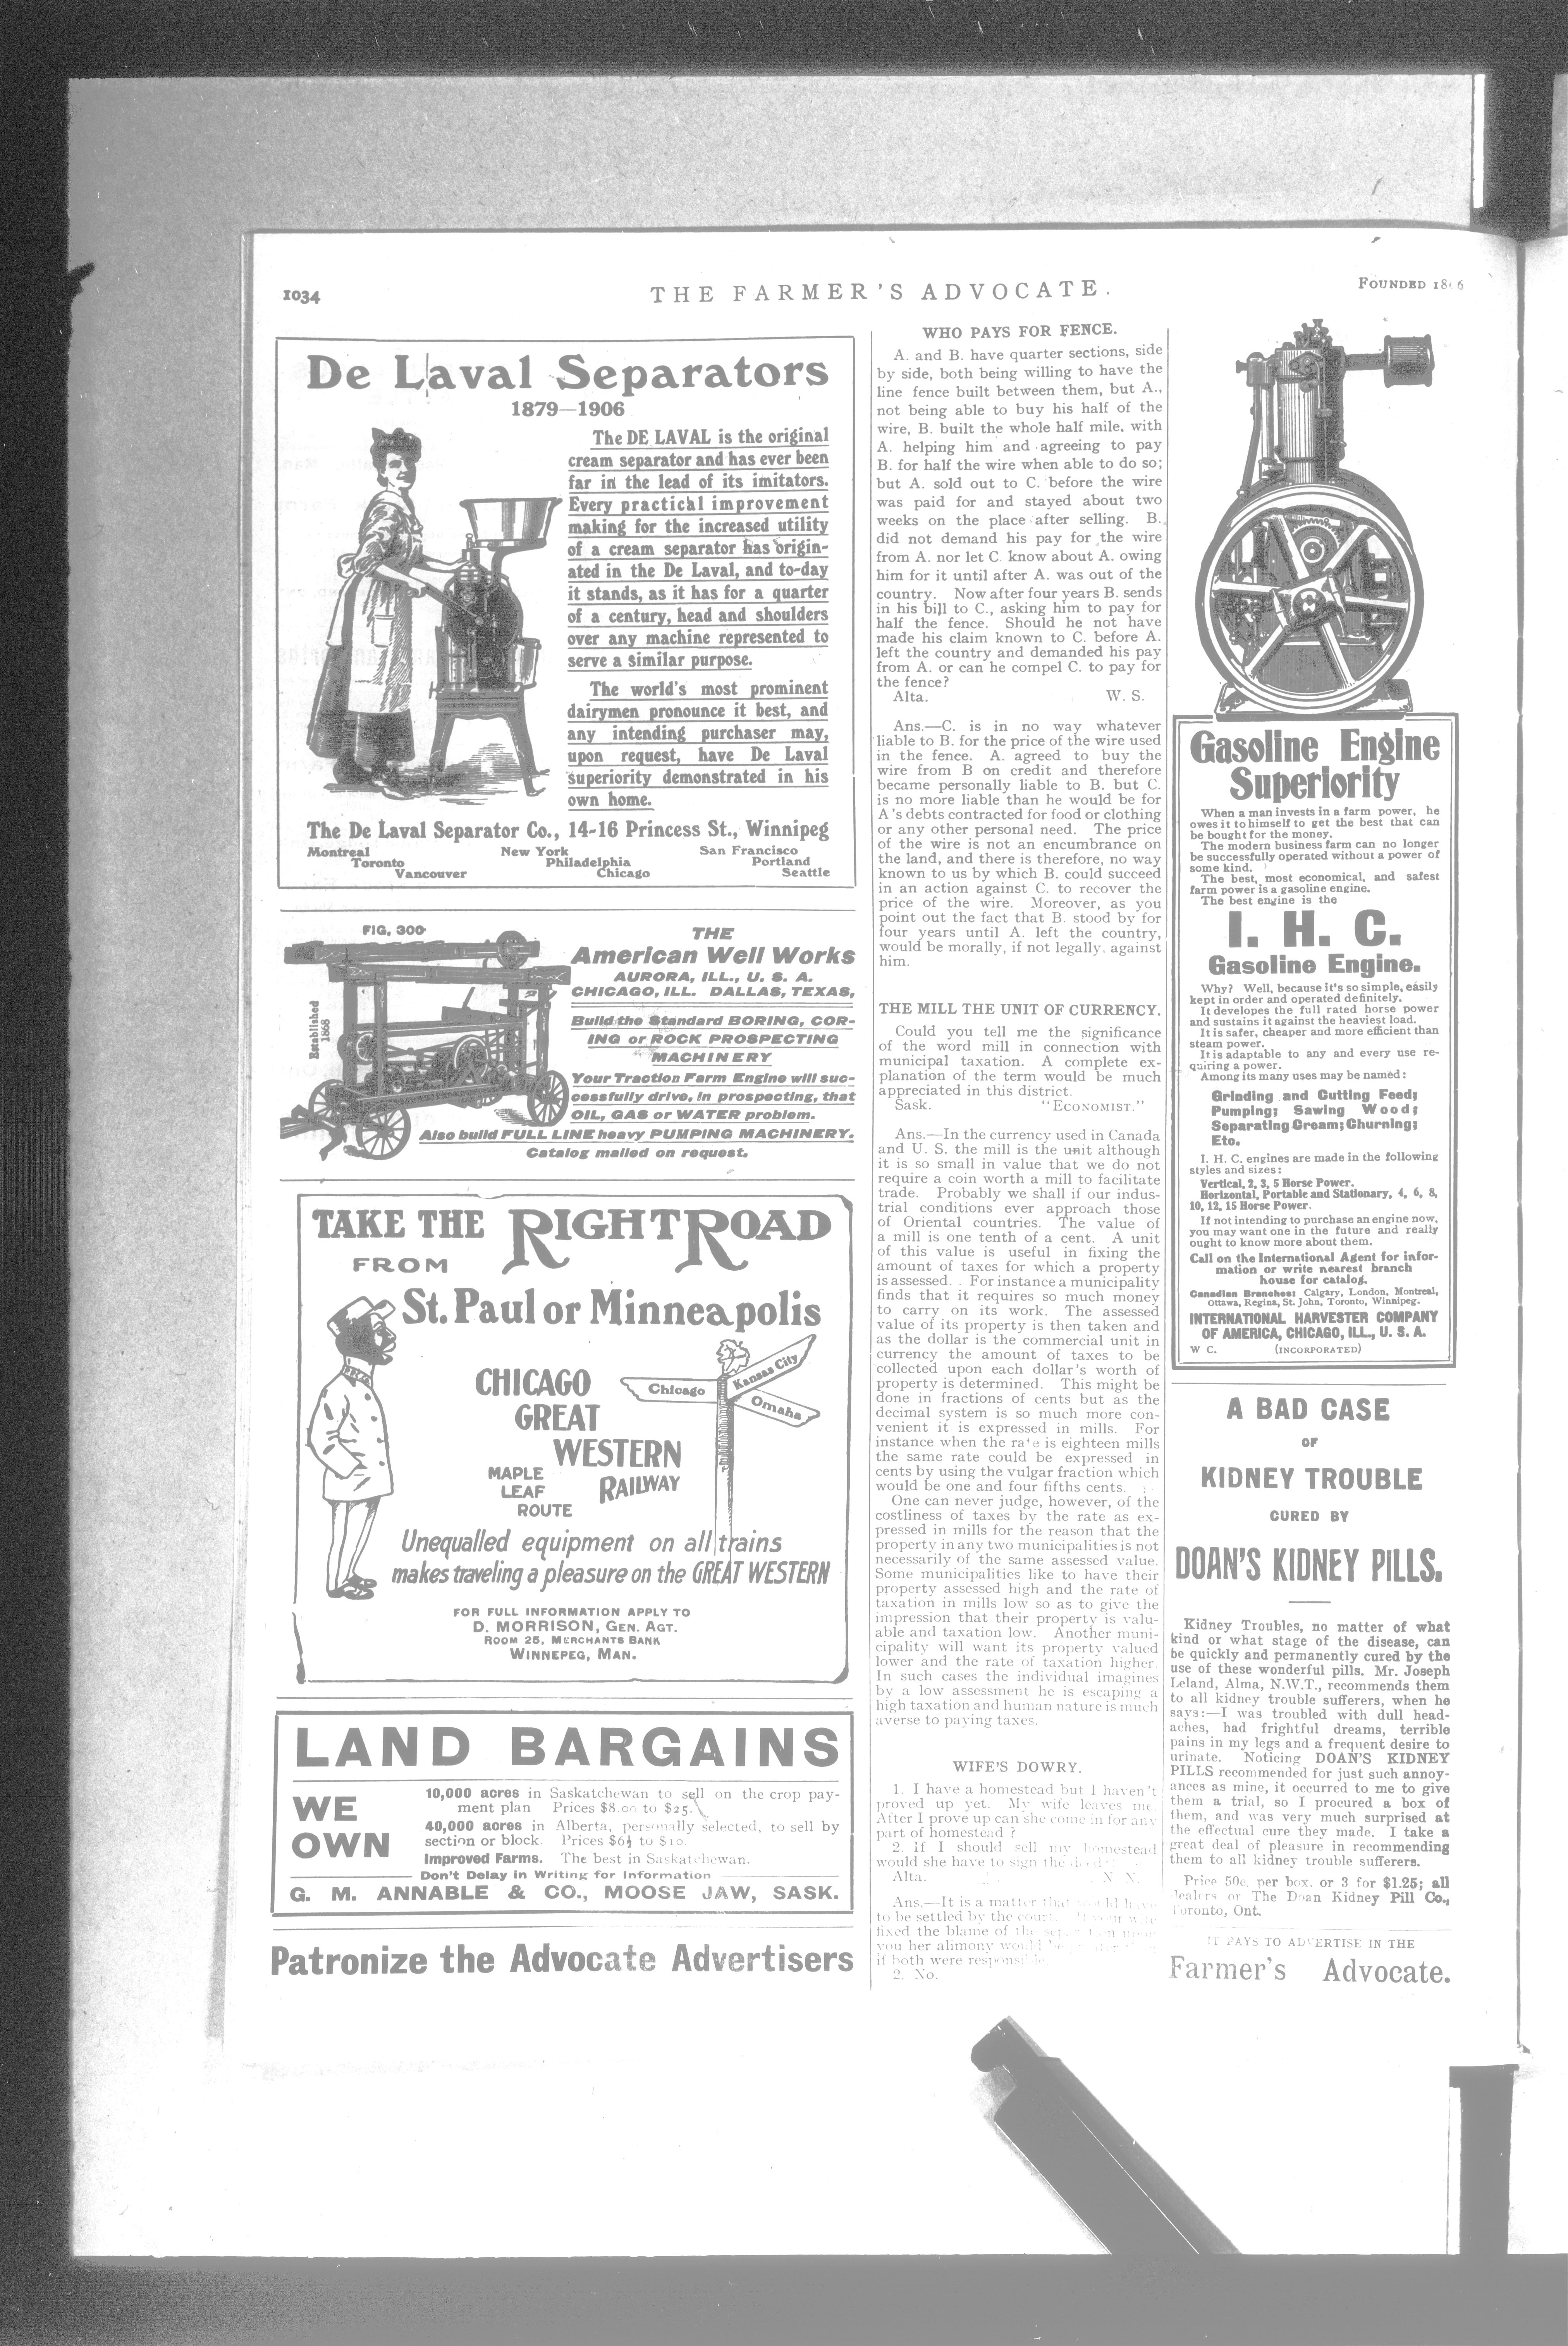 1034
THE FARMER'S ADVOCATE.
FOUNDED 18 6
De Laval Separators
1879—1906
The DE LAVAL is the original
cream separator and has ever been
far in the lead of its imitators.
Every practical improvement
making for the increased utility
of a cream separator has origin-
ated in the De Laval, and to-day
it stands, as it has for a quarter
of a century, head and shoulders
over any machine represented to
serve a similar purpose.
The world's most prominent
dairymen pronounce it best, and
any intending purchaser may,
upon request, have De Laval
superiority demonstrated in his
own home.
The De Laval Separator Co., 14-16 Princess St., Winnipeg
Montreal New York San Francisco
Toronto Philadelphia Portland
Vancouver Chicago Seattle
FIG, 300
Established
1868
THE
American Well Works
AURORA, ILL., U. S. A.
CHICAGO, ILL. DALLAS, TEXAS,
Build the Standard BORING, COR-
ING or ROCK PROSPECTING
MACHINERY
Your Traction Farm Engine will suc-
cessfully drive, in prospecting, that
OIL, GAS or WATER problem.
Also build FULL LINE heavy PUMPING MACHINERY.
Catalog mailed on request.
TAKE THE RIGHT ROAD
FROM
St. Paul or Minneapolis
Chicago
Kansas City
Omaha
CHICAGO
GREAT
WESTERN
RAILWAY
MAPLE
LEAF
ROUTE
Unequalled equipment on all trains
makes traveling a pleasure on the GREAT WESTERN
FOR FULL INFORMATION APPLY TO
D. MORRISON, GEN. AGT.
ROOM 25, MERCHANTS BANK
WINNEPEG, MAN.
LAND BARGAINS
WE
OWN
10,000 acres in Saskatchewan to sell on the crop pay-
ment plan Prices $8.00 to $25.
40,000 acres in Alberta, personally selected, to sell by
section or block. Prices $6½ to $10.
Improved Farms. The best in Saskatchewan.
Don't Delay in Writing for Information
G. M. ANNABLE & CO., MOOSE JAW, SASK.
Patronize the Advocate Advertisers
WHO PAYS FOR FENCE.
A. and B. have quarter sections, side
by side, both being willing to have the
line fence built between them, but A.,
not being able to buy his half of the
wire, B. built the whole half mile, with
A. helping him and agreeing to pay
B. for half the wire when able to do so;
but A. sold out to C. before the wire
was paid for and stayed about two
weeks on the place after selling. B.
did not demand his pay for the wire
from A. nor let C. know about A. owing
him for it until after A. was out of the
country. Now after four years B. sends
in his bill to C., asking him to pay for
half the fence. Should he not have
made his claim known to C. before A.
left the country and demanded his pay
from A. or can he compel C. to pay for
the fence?
Alta. W. S.
Ans.—C. is in no way whatever
liable to B. for the price of the wire used
in the fence. A. agreed to buy the
wire from B on credit and therefore
became personally liable to B. but C.
is no more liable than he would be for
A's debts contracted for food or clothing
or any other personal need. The price
of the wire is not an encumbrance on
the land, and there is therefore, no way
known to us by which B. could succeed
in an action against C. to recover the
price of the wire. Moreover, as you
point out the fact that B. stood by for
four years until A. left the country,
would be morally, if not legally, against
him.
THE MILL THE UNIT OF CURRENCY.
Could you tell me the significance
of the word mill in connection with
municipal taxation. A complete ex-
planation of the term would be much
appreciated in this district.
Sask. "ECONOMIST."
Ans.—In the currency used in Canada
and U. S. the mill is the unit although
it is so small in value that we do not
require a coin worth a mill to facilitate
trade. Probably we shall if our indus-
trial conditions ever approach those
of Oriental countries. The value of
a mill is one tenth of a cent. A unit
of this value is useful in fixing the
amount of taxes for which a property
is assessed. For instance a municipality
finds that it requires so much money
to carry on its work. The assessed
value of its property is then taken and
as the dollar is the commercial unit in
currency the amount of taxes to be
collected upon each dollar's worth of
property is determined. This might be
done in fractions of cents but as the
decimal system is so much more con-
venient it is expressed in mills. For
instance when the rate is eighteen mills
the same rate could be expressed in
cents by using the vulgar fraction which
would be one and four fifths cents.
One can never judge, however, of the
costliness of taxes by the rate as ex-
pressed in mills for the reason that the
property in any two municipalities is not
necessarily of the same assessed value.
Some municipalities like to have their
property assessed high and the rate of
taxation in mills low so as to give the
impression that their property is valu-
able and taxation low. Another muni-
cipality will want its property valued
lower and the rate of taxation higher.
In such cases the individual imagines
by a low assessment he is escaping a
high taxation and human nature is much
averse to paying taxes.
WIFE'S DOWRY.
1. I have a homestead but I haven't
proved up yet. My wife leaves me.
After I prove up can she come in for any
part of homestead ?
2. If I should sell my homestead
would she have to sign the
Alta. N. N.
Ans.—It is a matter that would have
to be settled by the court.
fixed the blame of the
you her alimony would be
if both were
2. No.
Gasoline Engine
Superiority
When a man invests in a farm power, he
owes it to himself to get the best that can
be bought for the money.
The modern business farm can no longer
be successfully operated without a power of
some kind.
The best, most economical, and safest
farm power is a gasoline engine.
The best engine is the
I. H. C.
Gasoline Engine.
Why? Well, because it's so simple, easily
kept in order and operated definitely.
It developes the full rated horse power
and sustains it against the heaviest load.
It is safer, cheaper and more efficient than
steam power.
It is adaptable to any and every use re-
quiring a power.
Among its many uses may be named:
Grinding and Cutting Feed;
Pumping; Sawing Wood;
Separating Cream; Churning;
Etc.
I. H. C. engines are made in the following
styles and sizes:
Vertical, 2, 3, 5 Horse Power.
Horizontal, Portable and Stationary, 4, 6, 8,
10, 12, 15 Horse Power.
If not intending to purchase an engine now,
you may want one in the future and really
ought to know more about them.
Call on the International Agent for infor-
mation or write nearest branch
house for catalog.
Canadian Branches: Calgary, London, Montreal,
Ottawa, Regina, St. John, Toronto, Winnipeg.
INTERNATIONAL HARVESTER COMPANY
OF AMERICA, CHICAGO, ILL., U. S. A.
W C. (INCORPORATED)
A BAD CASE
OF
KIDNEY TROUBLE
CURED BY
DOAN'S KIDNEY PILLS.
Kidney Troubles, no matter of what
kind or what stage of the disease, can
be quickly and permanently cured by the
use of these wonderful pills. Mr. Joseph
Leland, Alma, N.W.T., recommends them
to all kidney trouble sufferers, when he
says:—I was troubled with dull head-
aches, had frightful dreams, terrible
pains in my legs and a frequent desire to
urinate. Noticing DOAN'S KIDNEY
PILLS recommended for just such annoy-
ances as mine, it occurred to me to give
them a trial, so I procured a box of
them, and was very much surprised at
the effectual cure they made. I take a
great deal of pleasure in recommending
them to all kidney trouble sufferers.
Price 50c. per box, or 3 for $1.25; all
dealers or The Doan Kidney Pill Co.,
Toronto, Ont.
IT PAYS TO ADVERTISE IN THE
Farmer's Advocate.